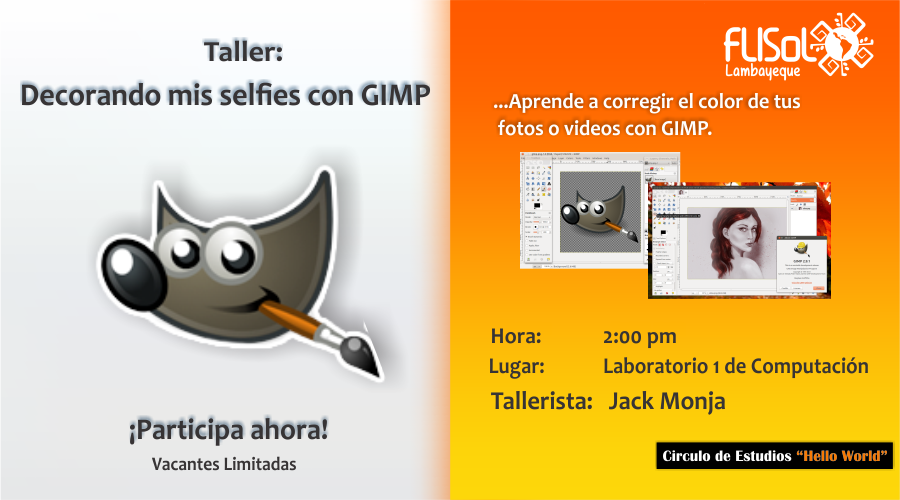 Taller:
Decorando mis selfies con GIMP
¡Participa ahora!
Vacantes Limitadas
FLISoL
Lambayeque
...Aprende a corregir el color de tus
fotos o videos con GIMP.
Hora: 2:00 pm
Lugar: Laboratorio 1 de Computación
Tallerista: Jack Monja
Circulo de Estudios “Hello World”